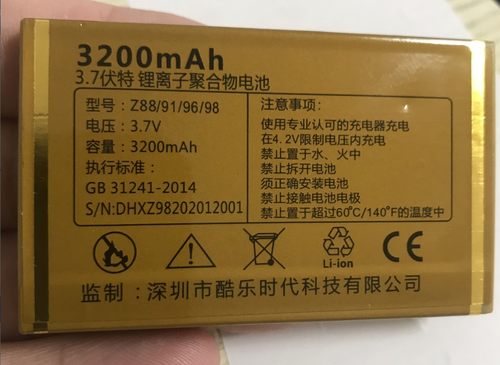 3200mAh
3.7伏特 锂离子聚合物电池
型号：Z88/91/96/98
电压：3.7V
容量：3200mAh
执行标准：
GB 31241-2014
S/N:DHXZ98202012001
注意事项：
使用专业认可的充电器充电
在4.2V限制电压内充电
禁止置于水、火中
禁止拆开电池
须正确安装电池
禁止接触电池电极
禁止置于超过60℃/140°F的温度中
Li-ion
CE
监制：深圳市酷乐时代科技有限公司